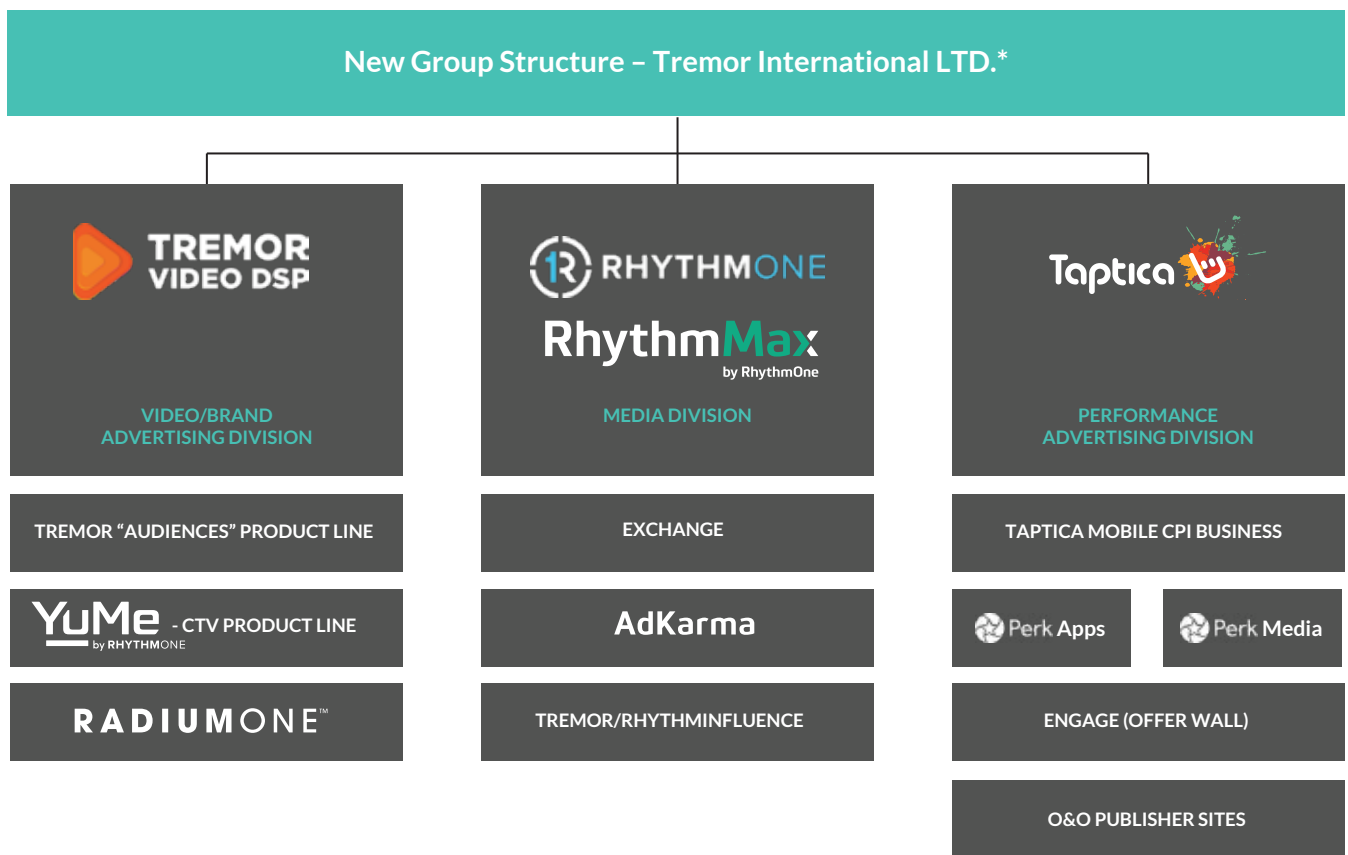 New Group Structure – Tremor International LTD.*
TREMOR
VIDEO DSP
VIDEO/BRAND
ADVERTISING DIVISION
TREMOR “AUDIENCES” PRODUCT LINE
YuMe - CTV PRODUCT LINE
by RHYTHMONE
RADIUMONE™
1R RHYTHMONE
RhythmMax
by RhythmOne
MEDIA DIVISION
EXCHANGE
AdKarma
TREMOR/RHYTHMINFLUENCE
Taptica
PERFORMANCE
ADVERTISING DIVISION
TAPTICA MOBILE CPI BUSINESS
Perk Apps
Perk Media
ENGAGE (OFFER WALL)
O&O PUBLISHER SITES